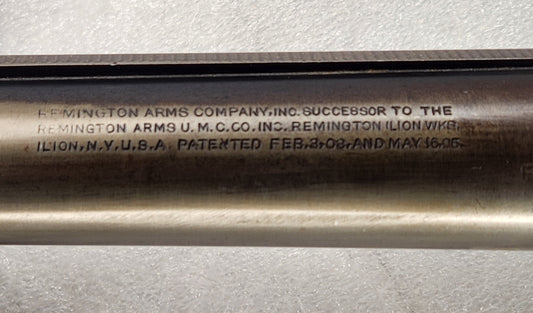 REMINGTON ARMS COMPANY, INC. SUCCESSOR TO THE
REMINGTON ARMS U.M.C. CO. INC. REMINGTON ILION WKS.
ILION, N.Y. U.S.A. PATENTED FEB. 3, 03, AND MAY 16, 05.